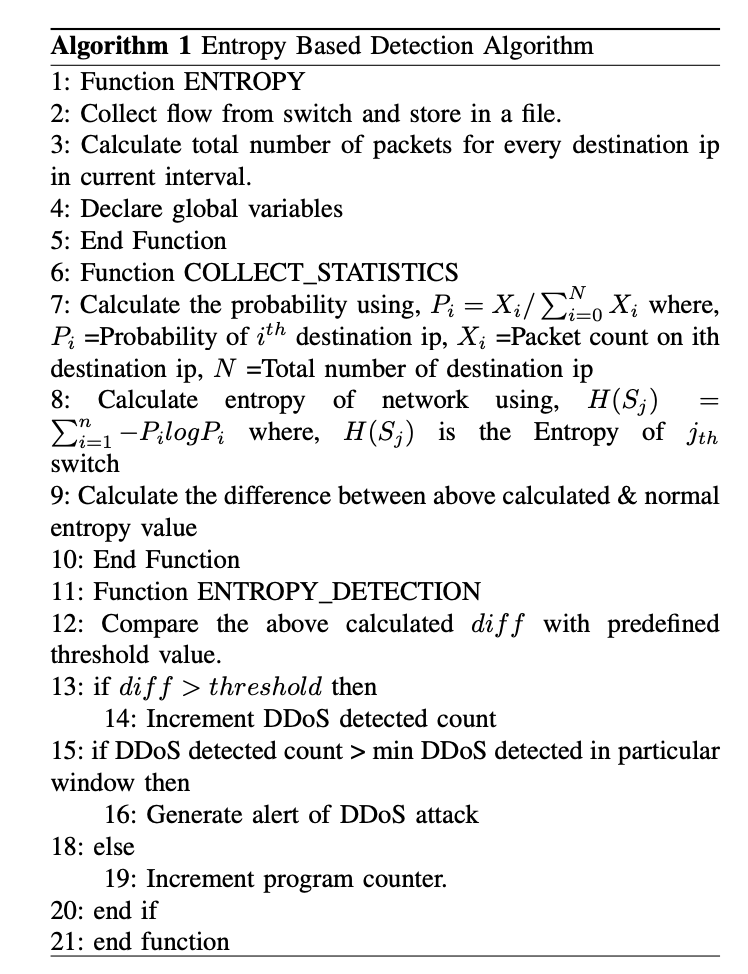 Algorithm 1 Entropy Based Detection Algorithm
1: Function ENTROPY
2: Collect flow from switch and store in a file.
3: Calculate total number of packets for every destination ip
in current interval.
4: Declare global variables
5: End Function
6: Function COLLECT_STATISTICS
7: Calculate the probability using, $P_i = X_i / \sum_{i=0}^{N} X_i$ where,
$P_i$ =Probability of $i^{th}$ destination ip, $X_i$ =Packet count on ith
destination ip, $N$ =Total number of destination ip
8: Calculate entropy of network using, $H(S_j)$ =
$\sum_{i=1}^{n} -P_i log P_i$ where, $H(S_j)$ is the Entropy of $j_{th}$
switch
9: Calculate the difference between above calculated & normal
entropy value
10: End Function
11: Function ENTROPY_DETECTION
12: Compare the above calculated $diff$ with predefined
threshold value.
13: if $diff > threshold$ then
14: Increment DDoS detected count
15: if DDoS detected count > min DDoS detected in particular
window then
16: Generate alert of DDoS attack
18: else
19: Increment program counter.
20: end if
21: end function